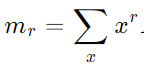 m_r = \sum_x x^r.